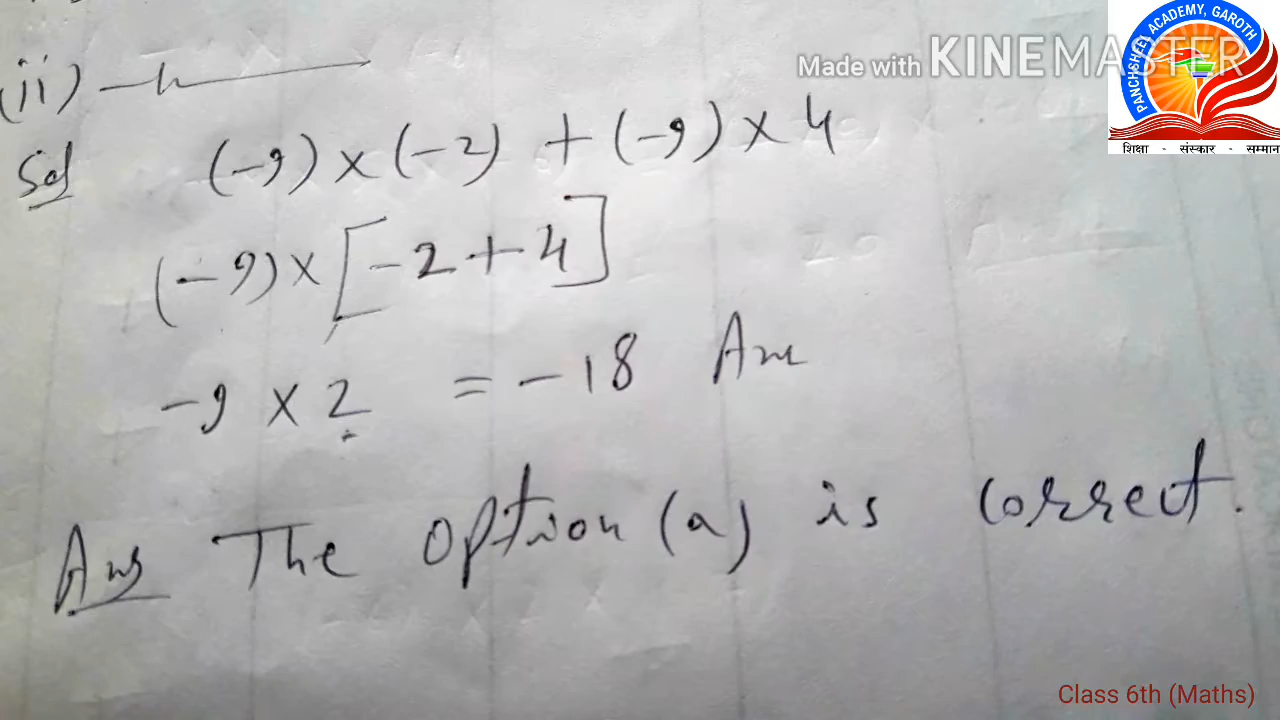 PANCHSHEEL ACADEMY, GAROTH
शिक्षा - संस्कार - सम्मान
Made with KINEMASTER
(ii)
Sol (-9) × (-2) + (-9) × 4
(-9) × [-2 + 4]
-9 × 2 = -18 Ans
Ans The option (a) is correct.
Class 6th (Maths)